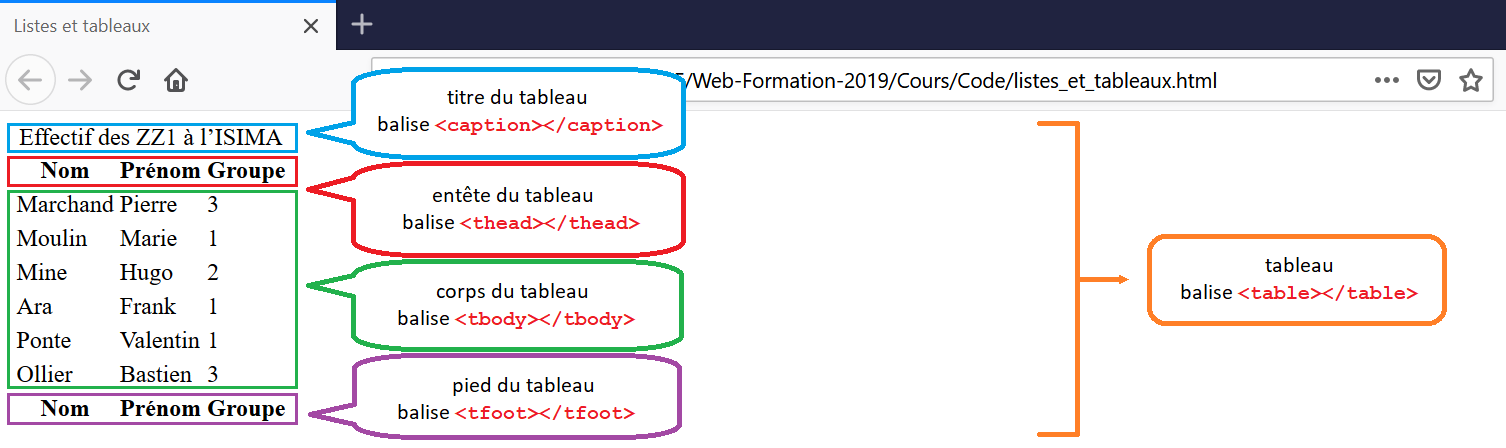 Listes et tableaux
/Web-Formation-2019/Cours/Code/listes_et_tableaux.html
titre du tableau
balise <caption></caption>
Effectif des ZZ1 à l’ISIMA
Nom Prénom Groupe
entête du tableau
balise <thead></thead>
Marchand Pierre 3
Moulin Marie 1
Mine Hugo 2
Ara Frank 1
Ponte Valentin 1
Ollier Bastien 3
corps du tableau
balise <tbody></tbody>
Nom Prénom Groupe
pied du tableau
balise <tfoot></tfoot>
tableau
balise <table></table>